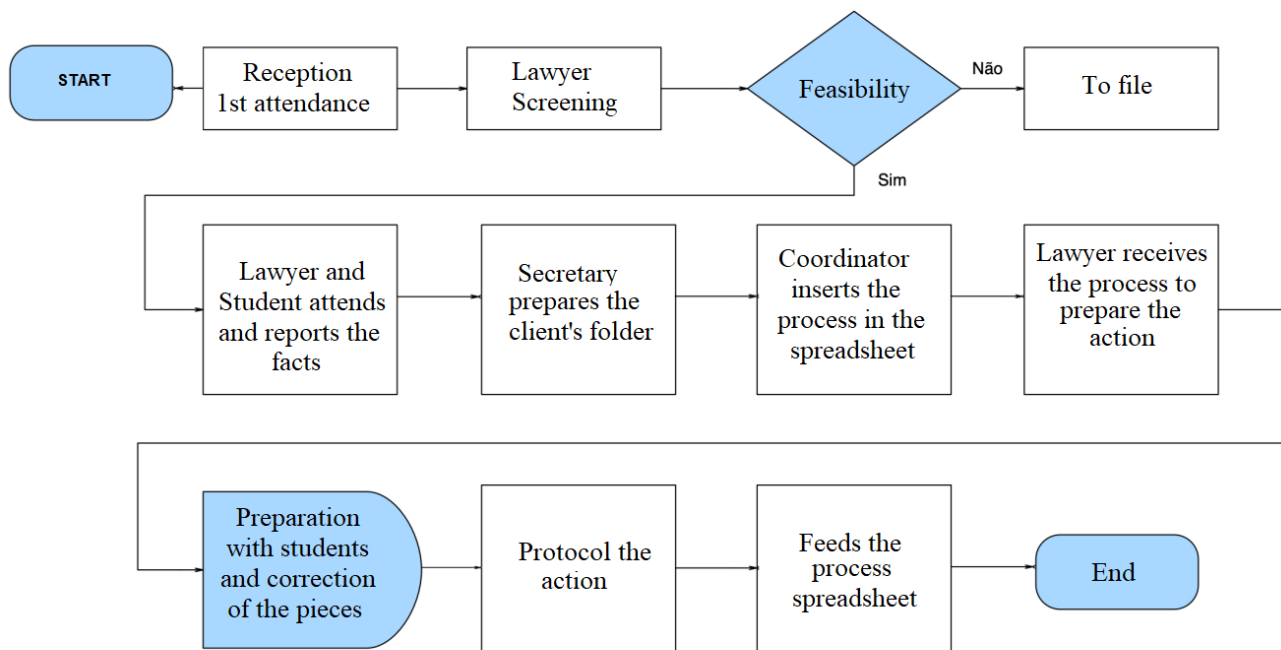 START
Reception
1st attendance
Lawyer
Screening
Feasibility
Não
To file
Sim
Lawyer and
Student attends
and reports the
facts
Secretary
prepares the
client's folder
Coordinator
inserts the
process in the
spreadsheet
Lawyer receives
the process to
prepare the
action
Preparation
with students
and correction
of the pieces
Protocol the
action
Feeds the
process
spreadsheet
End